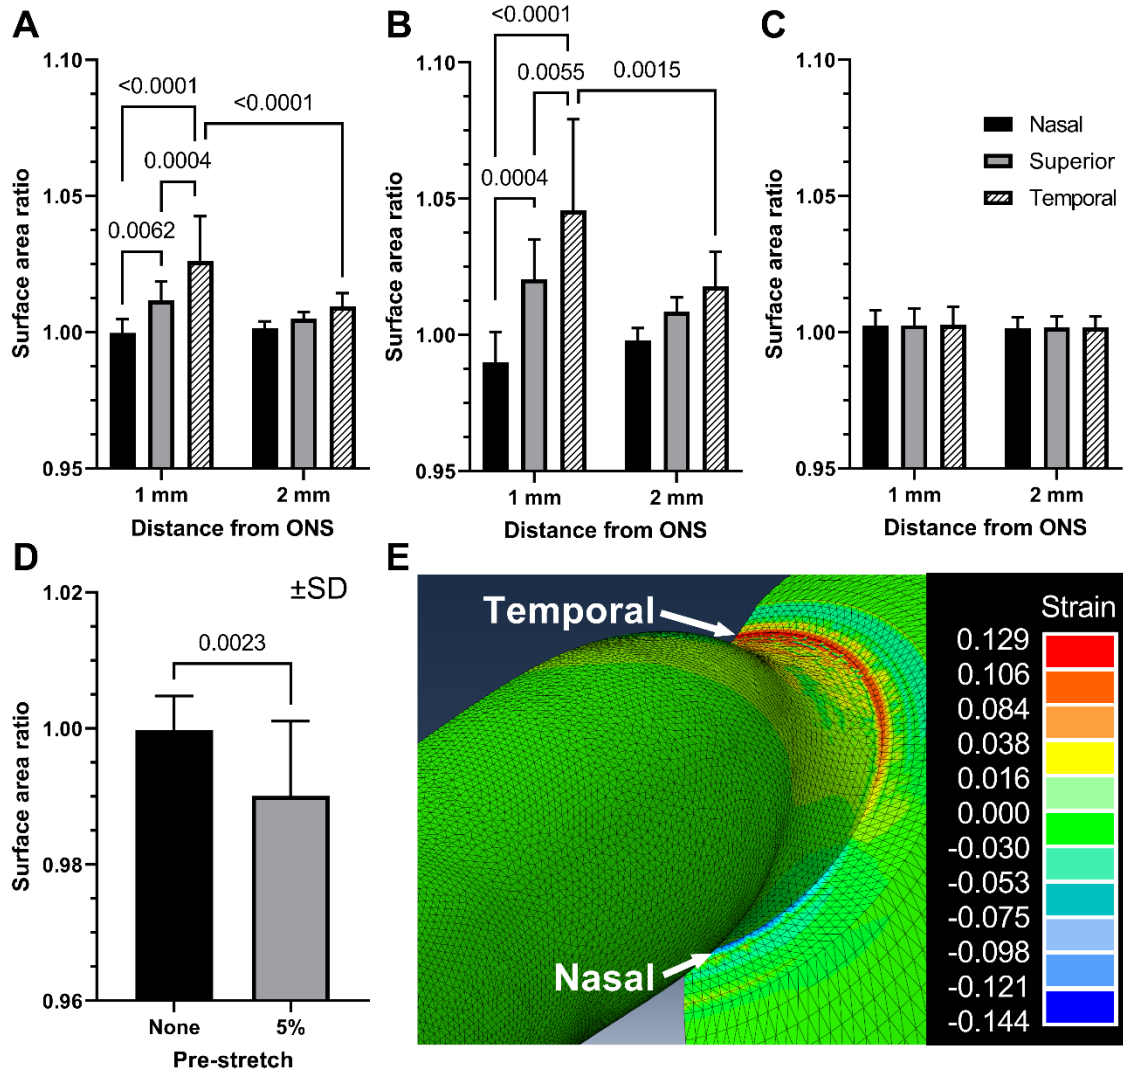 A
Surface area ratio
1.10
1.05
1.00
0.95
<0.0001
<0.0001
0.0004
0.0062
1 mm
2 mm
Distance from ONS
B
Surface area ratio
1.10
1.05
1.00
0.95
<0.0001
0.0055
0.0015
0.0004
1 mm
2 mm
Distance from ONS
C
Surface area ratio
1.10
1.05
1.00
0.95
Nasal
Superior
Temporal
1 mm
2 mm
Distance from ONS
D
Surface area ratio
1.02
1.00
0.98
0.96
±SD
0.0023
None
5%
Pre-stretch
E
Temporal
Nasal
Strain
0.129
0.106
0.084
0.038
0.016
0.000
-0.030
-0.053
-0.075
-0.098
-0.121
-0.144